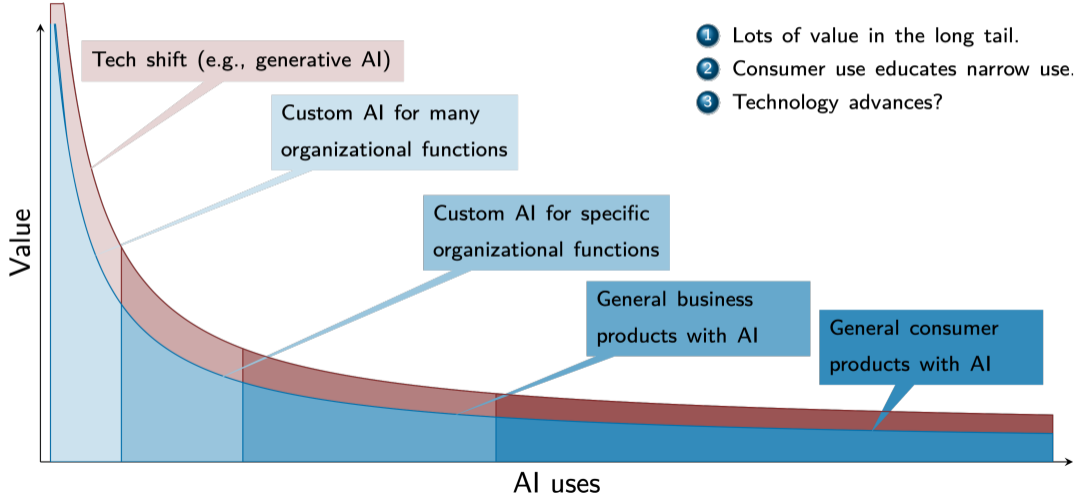 Tech shift (e.g., generative AI)
Custom AI for many
organizational functions
Custom AI for specific
organizational functions
General business
products with AI
General consumer
products with AI
1 Lots of value in the long tail.
2 Consumer use educates narrow use.
3 Technology advances?
Value
AI uses